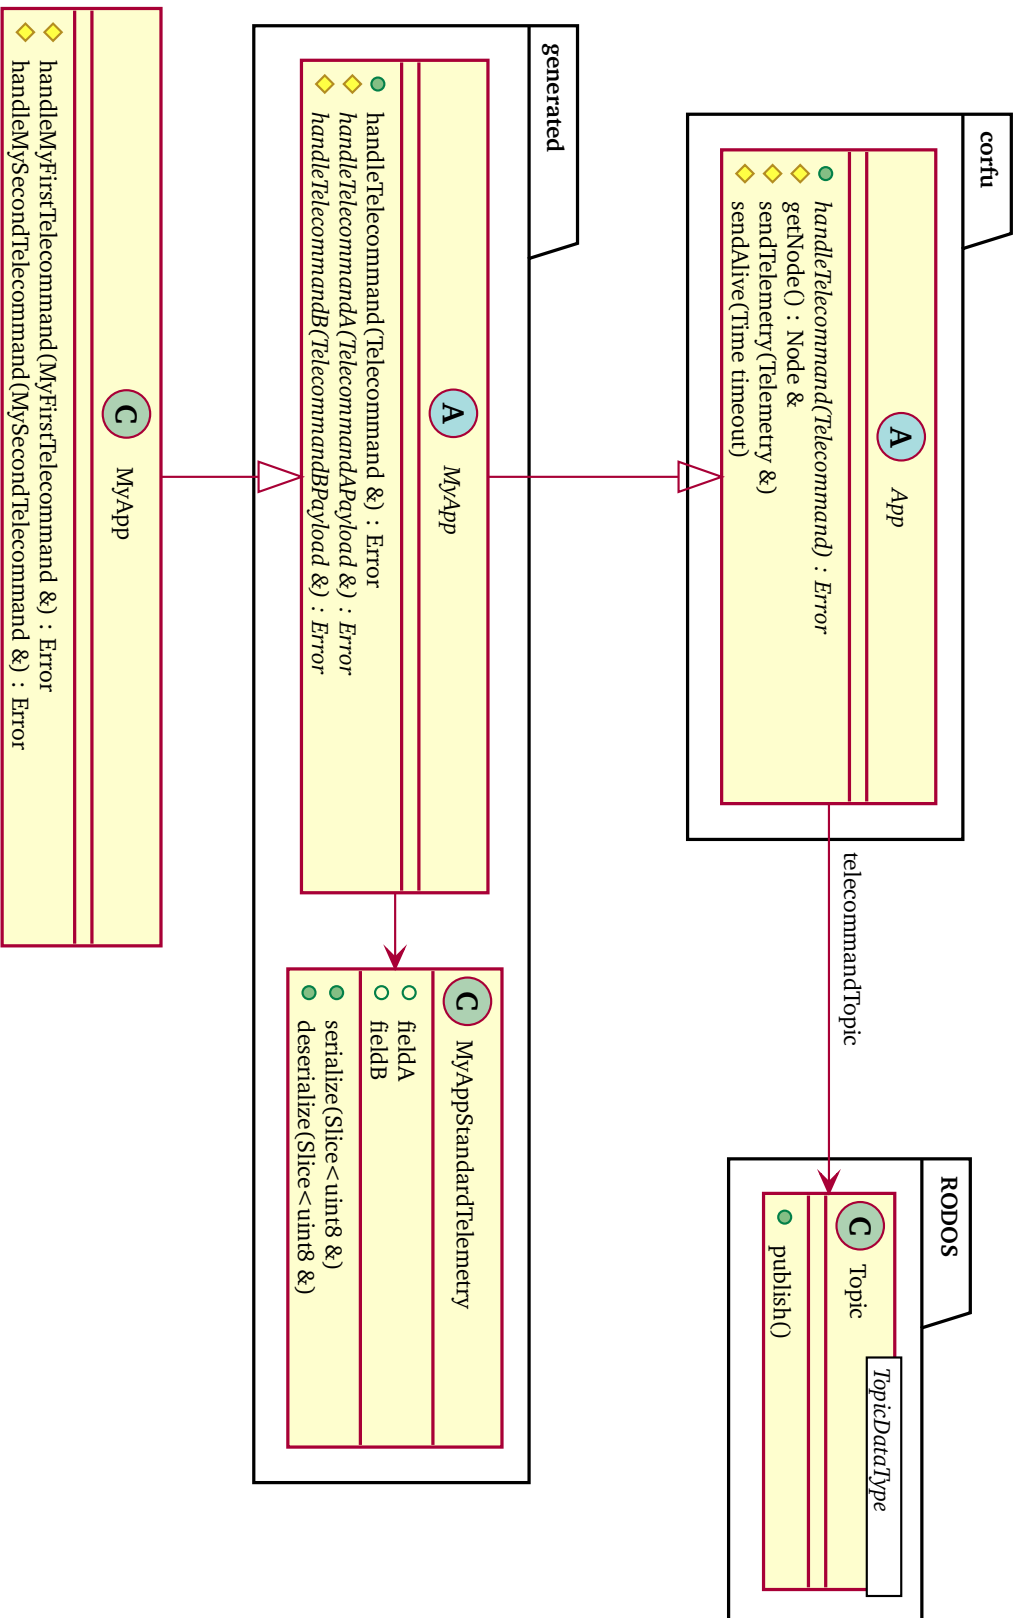 corfu
A App
handleTelecommand(Telecommand) : Error
getNode() : Node &
sendTelemetry(Telemetry &)
sendAlive(Time timeout)
telecommandTopic
RODOS
C Topic
TopicDataType
publish()
generated
A MyApp
handleTelecommand(Telecommand &) : Error
handleTelecommandA(TelecommandAPayload &) : Error
handleTelecommandB(TelecommandBPayload &) : Error
C MyAppStandardTelemetry
fieldA
fieldB
serialize(Slice<uint8 &)
deserialize(Slice<uint8 &)
C MyApp
handleMyFirstTelecommand(MyFirstTelecommand &) : Error
handleMySecondTelecommand(MySecondTelecommand &) : Error